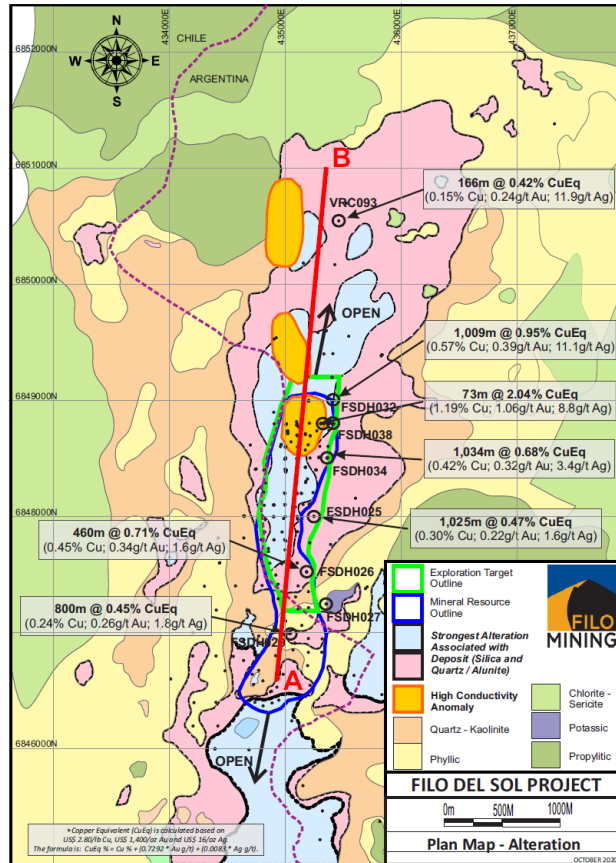 434000E
435000E
436000E
437000E
6852000N
N
W
E
S
CHILE
ARGENTINA
6851000N
B
VRC093
166m @ 0.42% CuEq
(0.15% Cu; 0.24g/t Au; 11.9g/t Ag)
6850000N
OPEN
1,009m @ 0.95% CuEq
(0.57% Cu; 0.39g/t Au; 11.1g/t Ag)
6849000N
FSDH032
73m @ 2.04% CuEq
(1.19% Cu; 1.06g/t Au; 8.8g/t Ag)
FSDH038
1,034m @ 0.68% CuEq
(0.42% Cu; 0.32g/t Au; 3.4g/t Ag)
FSDH034
6848000N
FSDH025
1,025m @ 0.47% CuEq
(0.30% Cu; 0.22g/t Au; 1.6g/t Ag)
460m @ 0.71% CuEq
(0.45% Cu; 0.34g/t Au; 1.6g/t Ag)
FSDH026
800m @ 0.45% CuEq
(0.24% Cu; 0.26g/t Au; 1.8g/t Ag)
FSDH027
FSDH029
A
6846000N
OPEN
Exploration Target
Outline
Mineral Resource
Outline
Strongest Alteration
Associated with
Deposit (Silica and
Quartz / Alunite)
FILO
MINING
High Conductivity
Anomaly
Chlorite -
Sericite
Quartz - Kaolinite
Potassic
Phyllic
Propylitic
FILO DEL SOL PROJECT
0m 500M 1000M
Plan Map - Alteration
*Copper Equivalent (CuEq) is calculated based on
US$ 2.80/lb Cu, US$ 1,400/oz Au and US$ 16/oz Ag.
The formula is: CuEq % = Cu % + (0.7292 * Au g/t) + (0.0083 * Ag g/t).